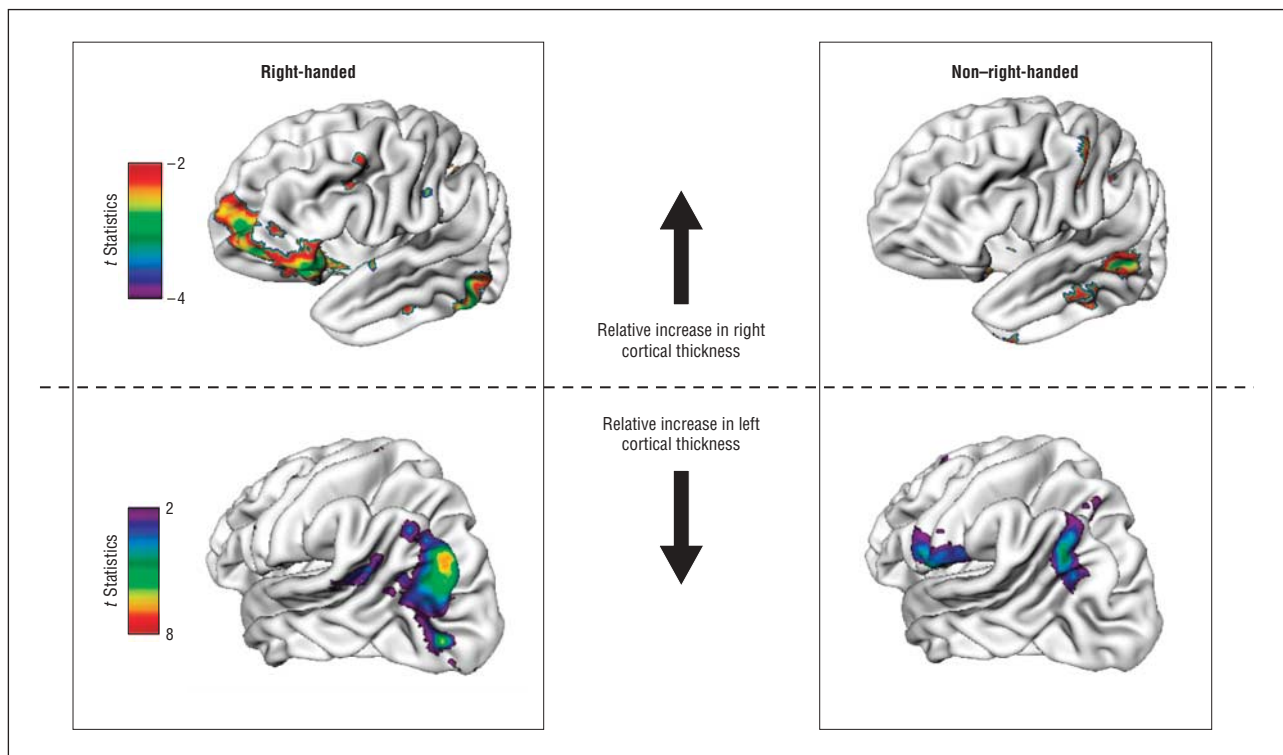 Right-handed
Non–right-handed
−2
t Statistics
−4
Relative increase in right
cortical thickness
Relative increase in left
cortical thickness
2
t Statistics
8